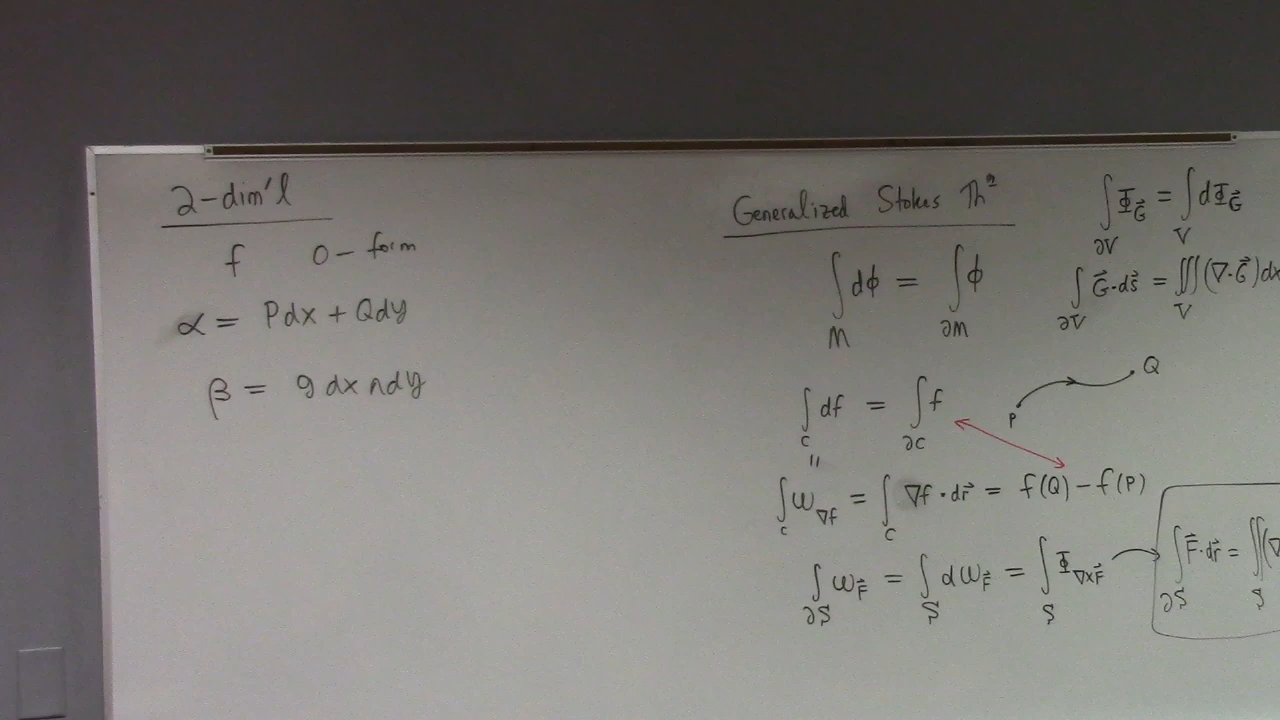 2-dim'l
f 0-form
α = Pdx + Qdy
β = g dx ∧ dy
Generalized Stokes Thᵐ
∫_M dϕ = ∫_∂M ϕ
∫_C df = ∫_∂C f
P Q
||
∫_C ω_∇f = ∫_C ∇f · dr⃗ = f(Q) − f(P)
∫_∂S ω_F⃗ = ∫_S dω_F⃗ = ∫_S Φ_∇×F⃗
∫_∂S F⃗·dr⃗ = ∬_S (∇
∫_∂V Φ_G⃗ = ∫_V dΦ_G⃗
∫_∂V G⃗·ds⃗ = ∭_V (∇·G⃗)dx